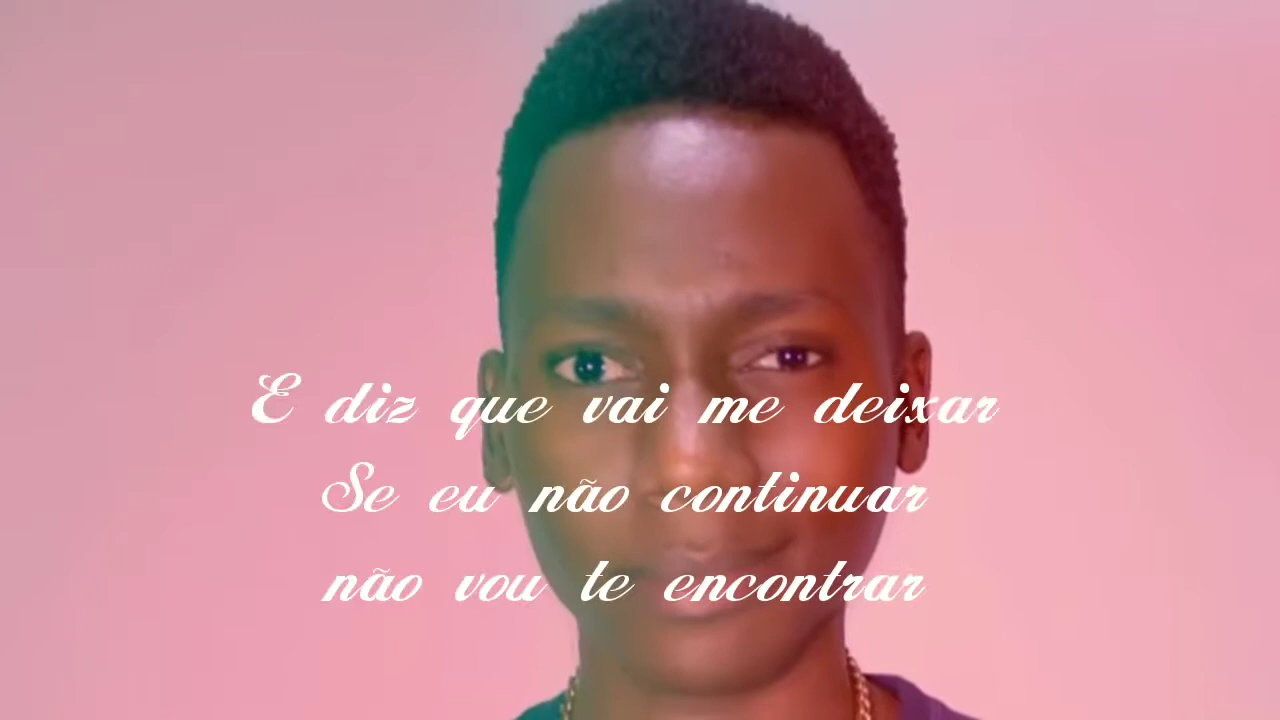 E diz que vai me deixar
Se eu não continuar
não vou te encontrar